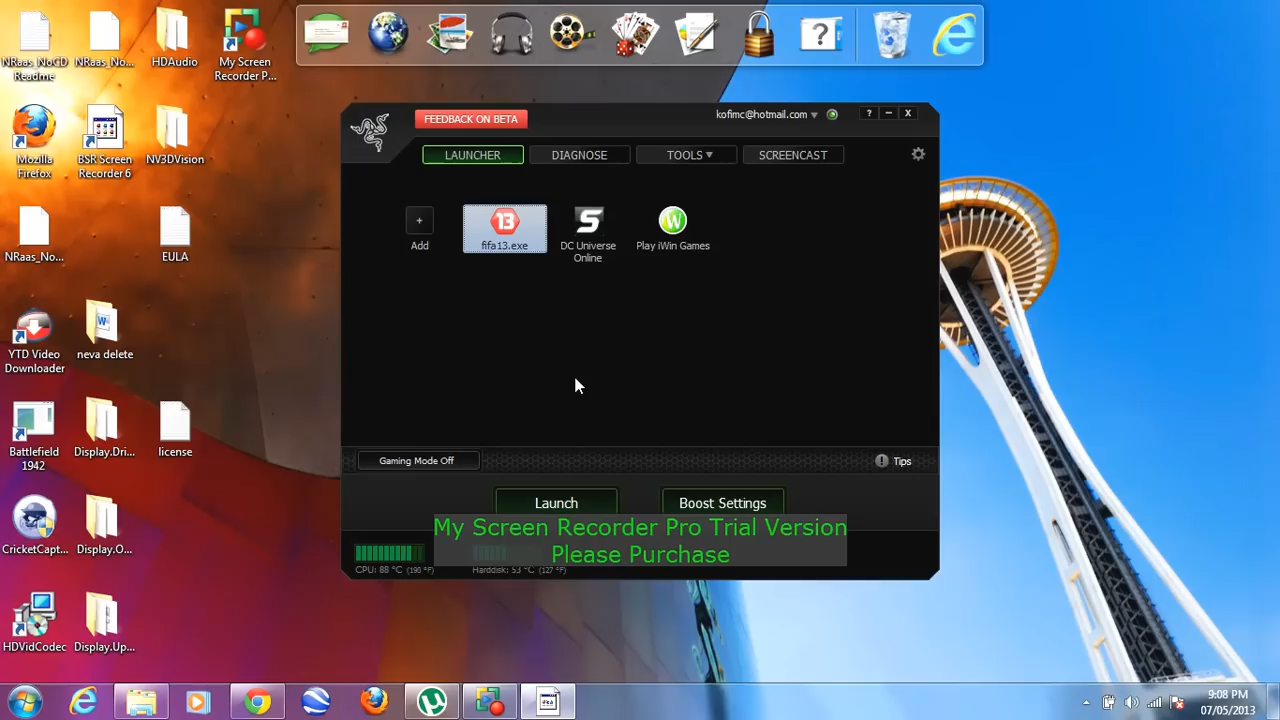 NRaas_NoCD Readme
NRaas_No...
HDAudio
My Screen Recorder P...
Mozilla Firefox
BSR Screen Recorder 6
NV3DVision
NRaas_No...
EULA
YTD Video Downloader
neva delete
Battlefield 1942
Display.Dri...
license
CricketCapt...
Display.O...
HDVidCodec
Display.Up...
FEEDBACK ON BETA
kofimc@hotmail.com
?
X
LAUNCHER
DIAGNOSE
TOOLS
SCREENCAST
+
Add
13
fifa13.exe
S
DC Universe
Online
W
Play iWin Games
Gaming Mode Off
! Tips
Launch
Boost Settings
My Screen Recorder Pro Trial Version
Please Purchase
CPU: 88 °C (190 °F)
Harddisk: 53 °C (127 °F)
9:08 PM
07/05/2013